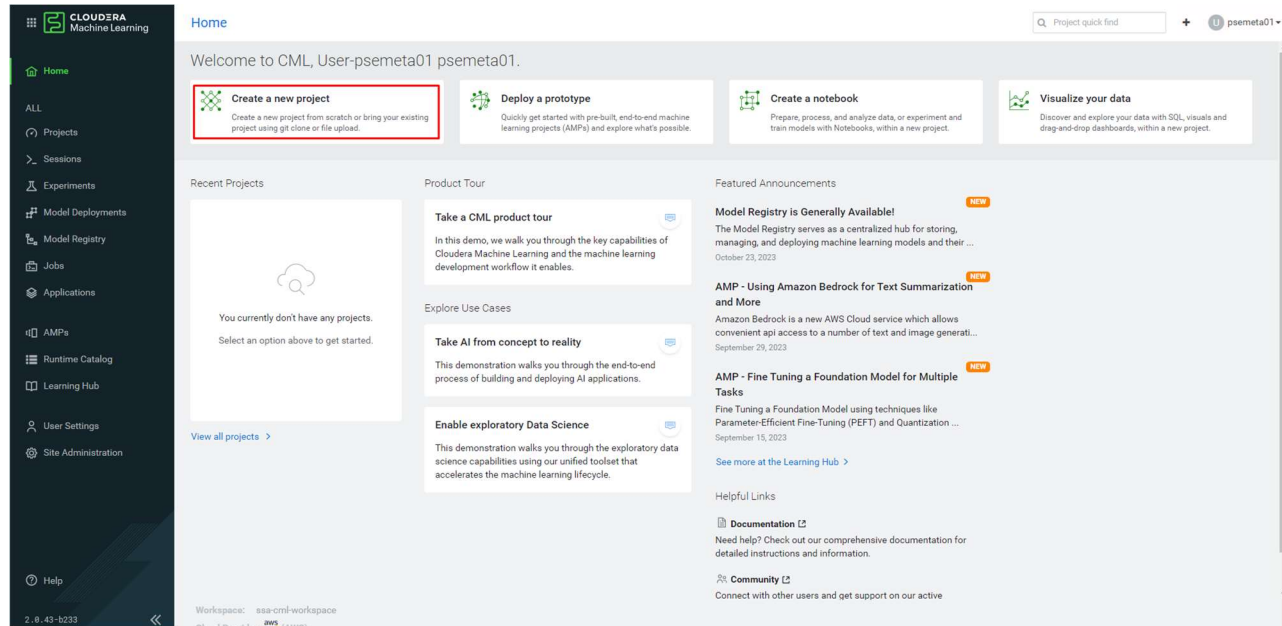 CLOUDERA
Machine Learning
Home
Project quick find
+
U psemeta01
Home
ALL
Projects
Sessions
Experiments
Model Deployments
Model Registry
Jobs
Applications
AMPs
Runtime Catalog
Learning Hub
User Settings
Site Administration
Help
2.0.43-b233
Welcome to CML, User-psemeta01 psemeta01.
Create a new project
Create a new project from scratch or bring your existing
project using git clone or file upload.
Deploy a prototype
Quickly get started with pre-built, end-to-end machine
learning projects (AMPs) and explore what's possible.
Create a notebook
Prepare, process, and analyze data, or experiment and
train models with Notebooks, within a new project.
Visualize your data
Discover and explore your data with SQL, visuals and
drag-and-drop dashboards, within a new project.
Recent Projects
You currently don't have any projects.
Select an option above to get started.
View all projects >
Product Tour
Take a CML product tour
In this demo, we walk you through the key capabilities of
Cloudera Machine Learning and the machine learning
development workflow it enables.
Explore Use Cases
Take AI from concept to reality
This demonstration walks you through the end-to-end
process of building and deploying AI applications.
Enable exploratory Data Science
This demonstration walks you through the exploratory data
science capabilities using our unified toolset that
accelerates the machine learning lifecycle.
Featured Announcements
NEW
Model Registry is Generally Available!
The Model Registry serves as a centralized hub for storing,
managing, and deploying machine learning models and their ...
October 23, 2023
NEW
AMP - Using Amazon Bedrock for Text Summarization
and More
Amazon Bedrock is a new AWS Cloud service which allows
convenient api access to a number of text and image generati...
September 29, 2023
NEW
AMP - Fine Tuning a Foundation Model for Multiple
Tasks
Fine Tuning a Foundation Model using techniques like
Parameter-Efficient Fine-Tuning (PEFT) and Quantization ...
September 15, 2023
See more at the Learning Hub >
Helpful Links
Documentation
Need help? Check out our comprehensive documentation for
detailed instructions and information.
Community
Connect with other users and get support on our active
Workspace: ssa-cml-workspace
aws